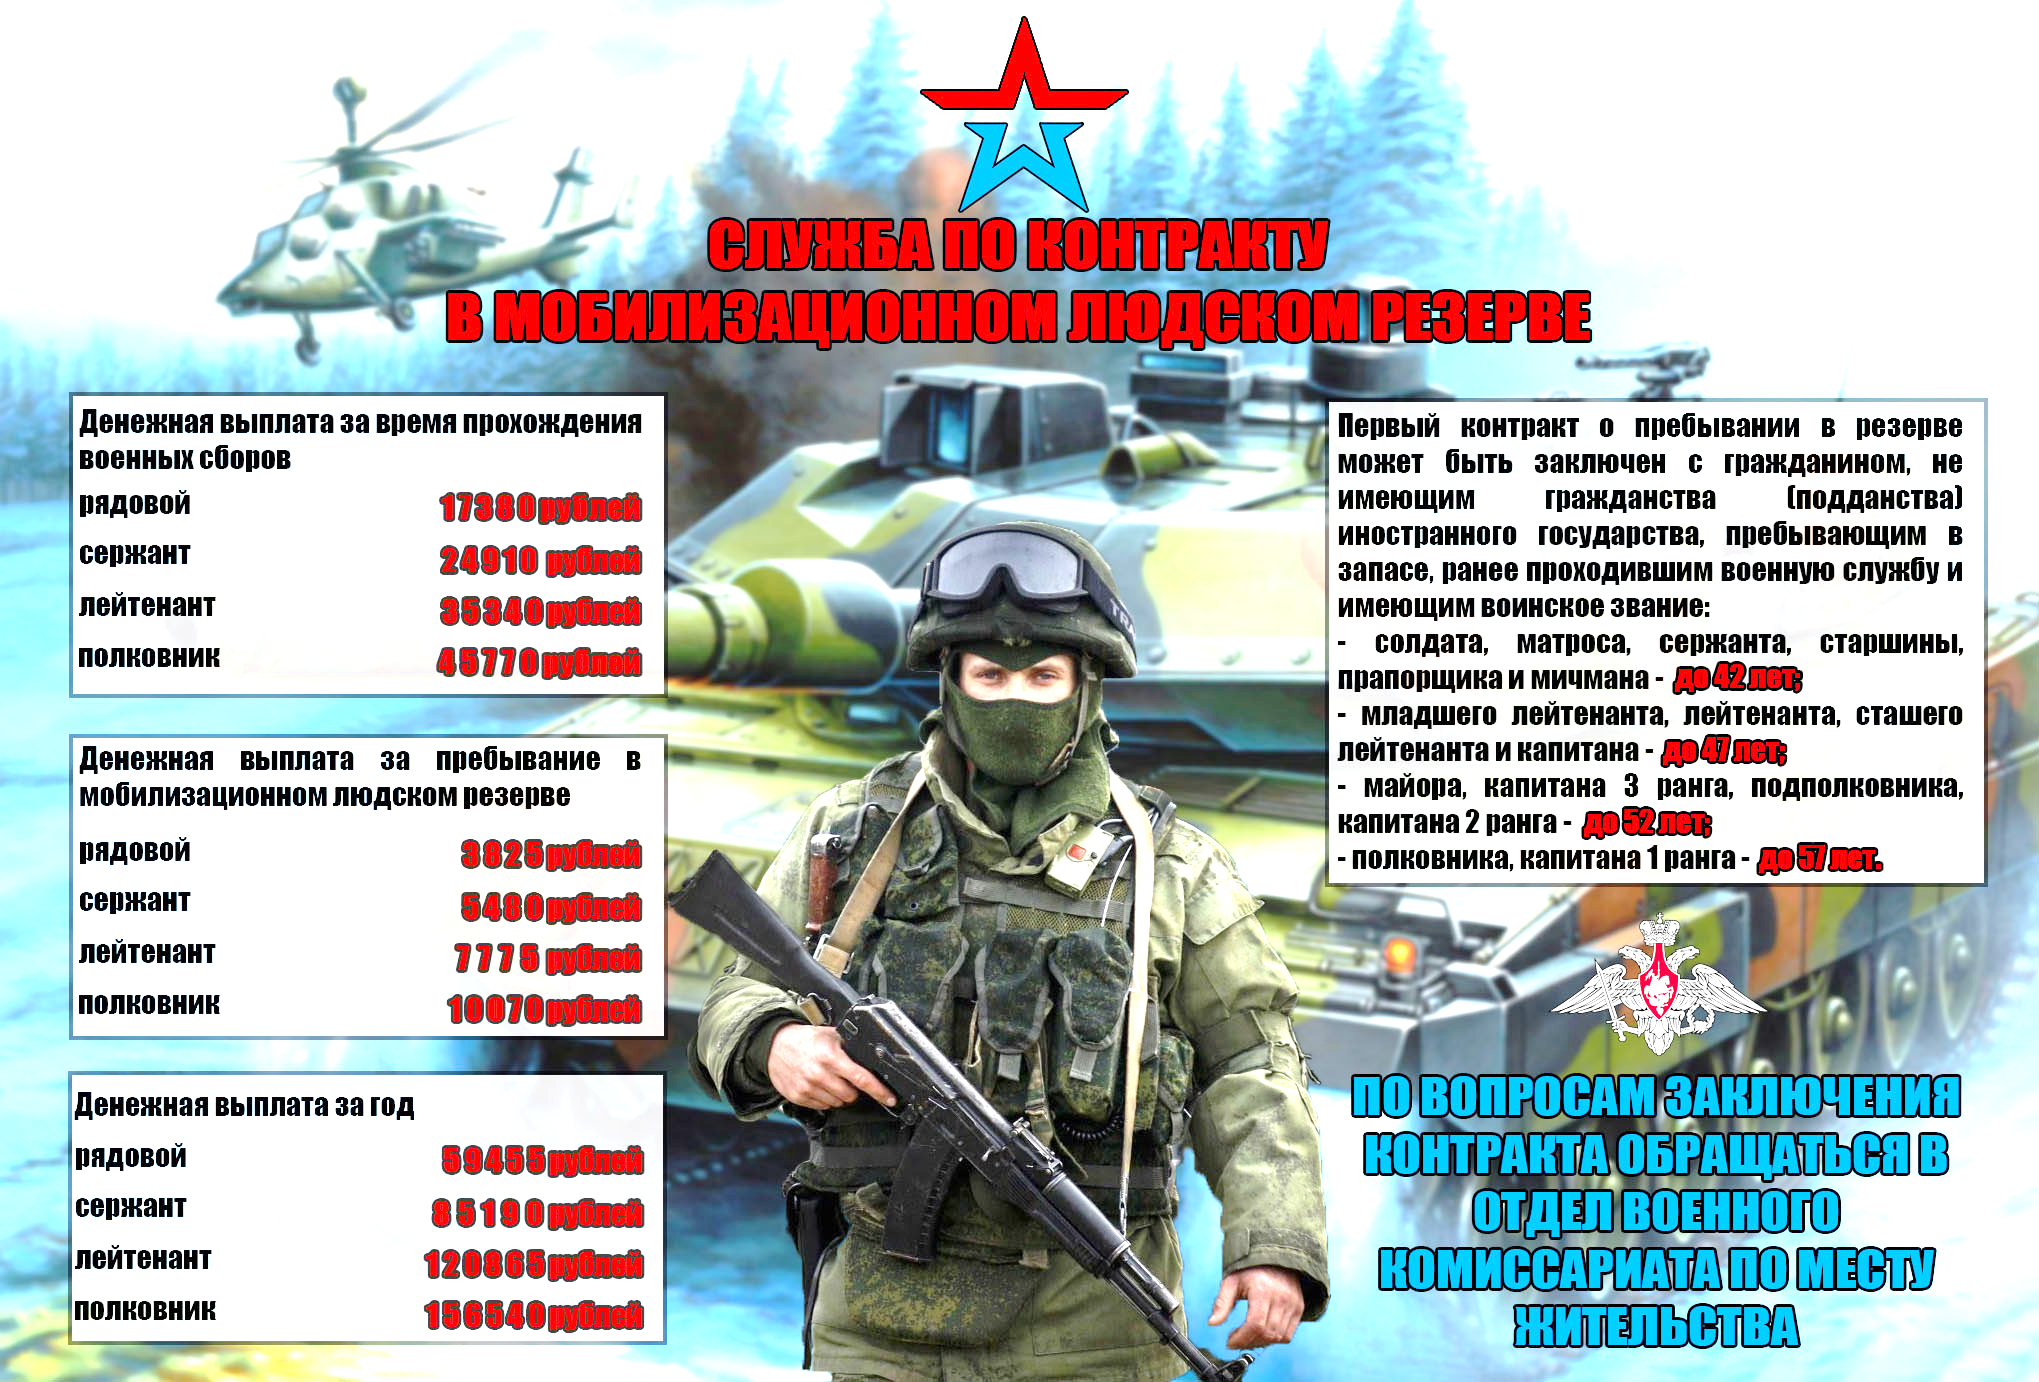 СЛУЖБА ПО КОНТРАКТУ
В МОБИЛИЗАЦИОННОМ ЛЮДСКОМ РЕЗЕРВЕ
Денежная выплата за время прохождения
военных сборов
рядовой 17380 рублей
сержант 24910 рублей
лейтенант 35340 рублей
полковник 45770 рублей
Денежная выплата за пребывание в
мобилизационном людском резерве
рядовой 3825 рублей
сержант 5480 рублей
лейтенант 7775 рублей
полковник 10070 рублей
Денежная выплата за год
рядовой 59455 рублей
сержант 85190 рублей
лейтенант 120865 рублей
полковник 156540 рублей
Первый контракт о пребывании в резерве
может быть заключен с гражданином, не
имеющим гражданства (подданства)
иностранного государства, пребывающим в
запасе, ранее проходившим военную службу и
имеющим воинское звание:
- солдата, матроса, сержанта, старшины,
прапорщика и мичмана - до 42 лет;
- младшего лейтенанта, лейтенанта, сташего
лейтенанта и капитана - до 47 лет;
- майора, капитана 3 ранга, подполковника,
капитана 2 ранга - до 52 лет;
- полковника, капитана 1 ранга - до 57 лет.
ПО ВОПРОСАМ ЗАКЛЮЧЕНИЯ
КОНТРАКТА ОБРАЩАТЬСЯ В
ОТДЕЛ ВОЕННОГО
КОМИССАРИАТА ПО МЕСТУ
ЖИТЕЛЬСТВА